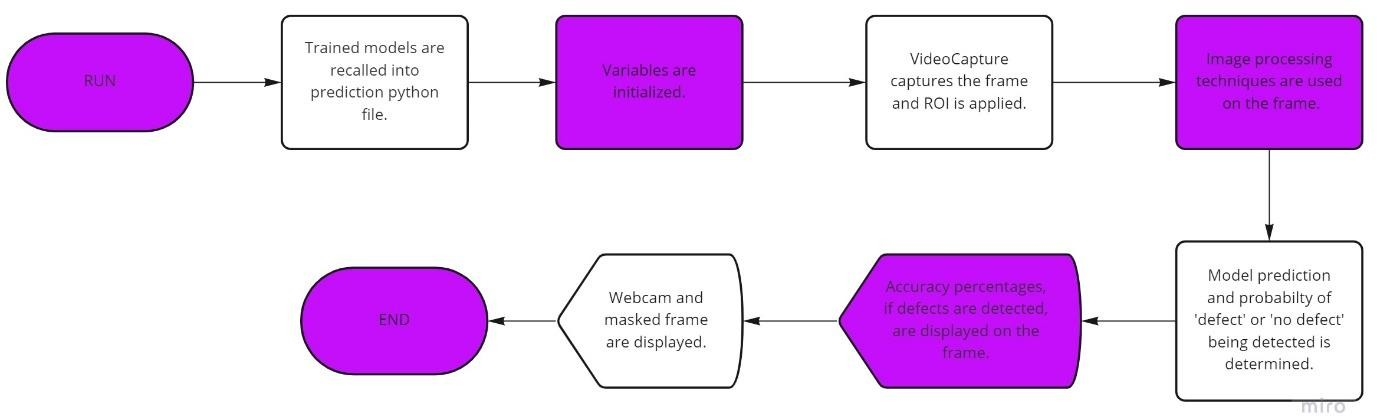 RUN
Trained models are
recalled into
prediction python
file.
Variables are
initialized.
VideoCapture
captures the frame
and ROI is applied.
Image processing
techniques are used
on the frame.
Model prediction
and probabilty of
'defect' or 'no defect'
being detected is
determined.
Accuracy percentages,
if defects are detected,
are displayed on the
frame.
Webcam and
masked frame
are displayed.
END
miro